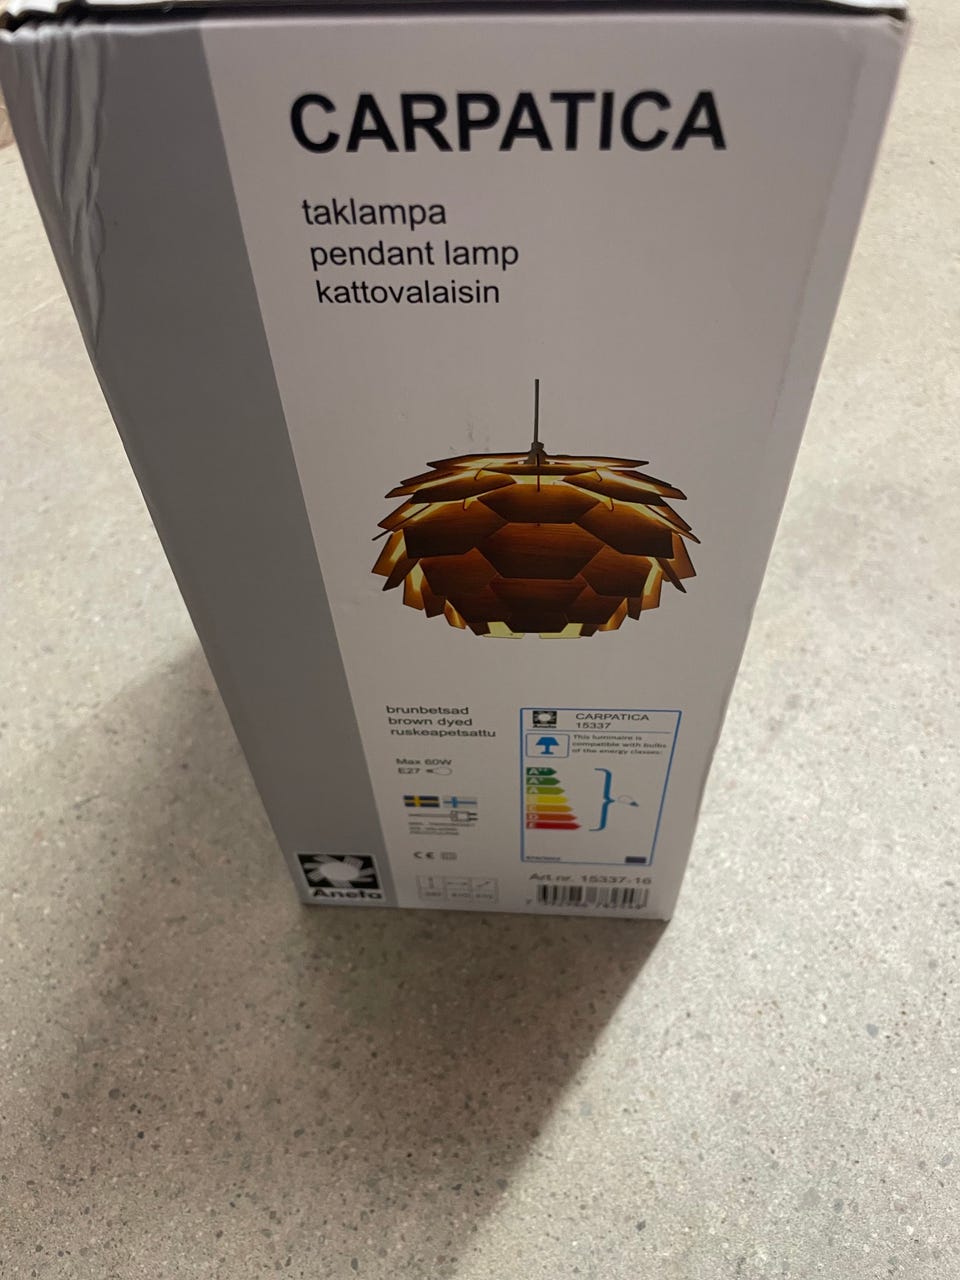 CARPATICA
taklampa
pendant lamp
kattovalaisin
brunbetsad
brown dyed
ruskeapetsattu
Max 60W
E27
CARPATICA
15337
This luminaire is
compatible with bulbs
of the energy classes:
A++
A+
A
B
C
D
E
CE
Aneta
Art.nr. 15337-16